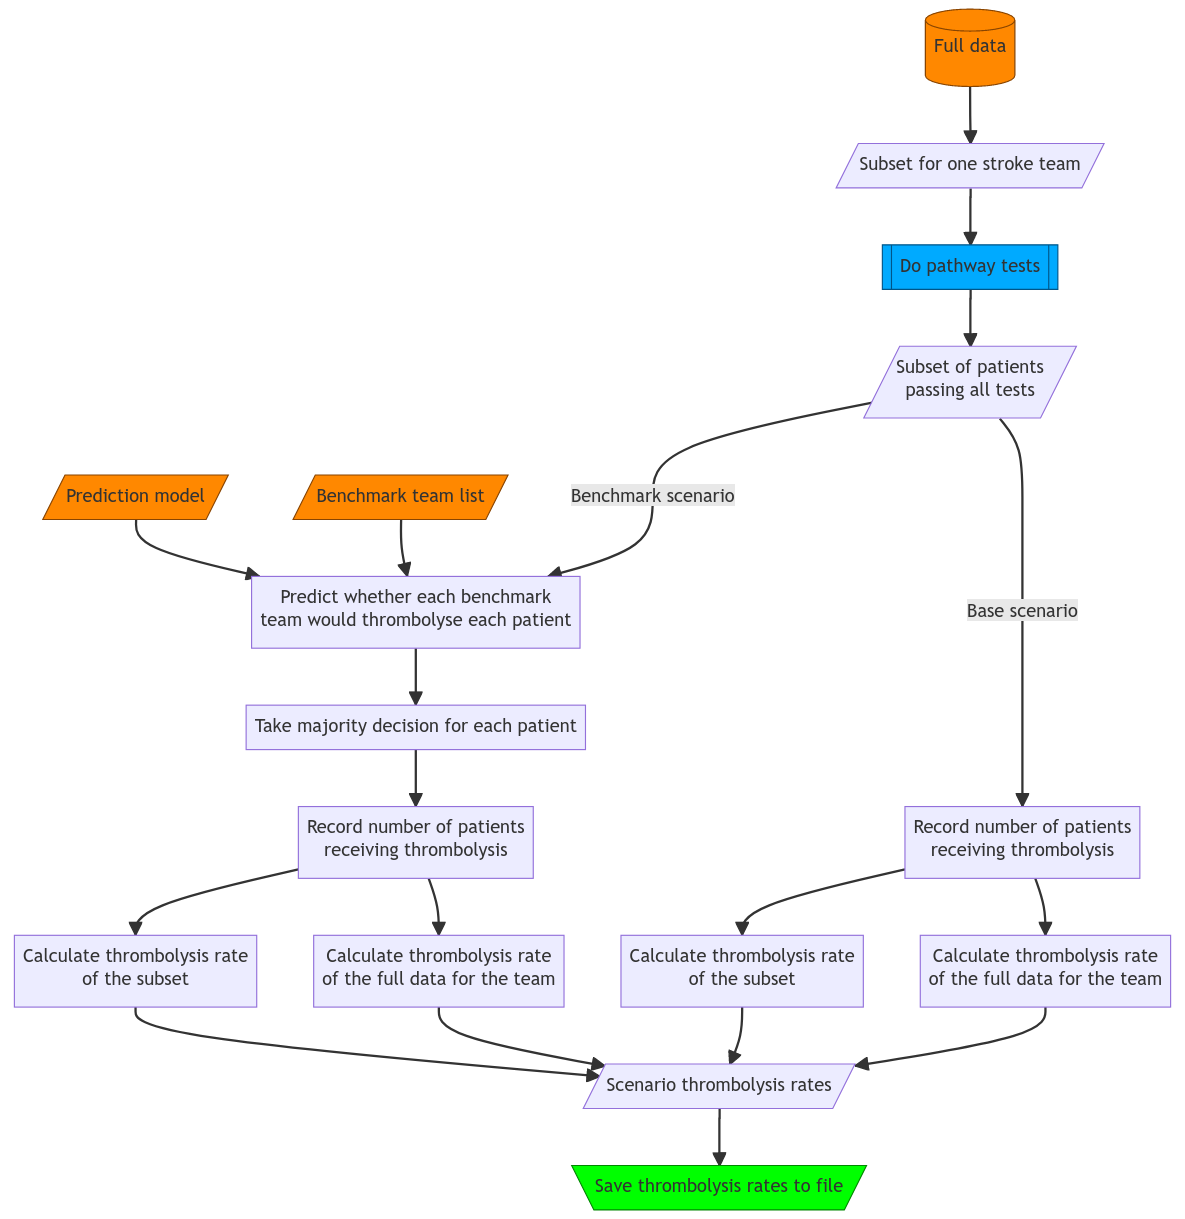 Full data
Subset for one stroke team
Do pathway tests
Subset of patients
passing all tests
Prediction model
Benchmark team list
Benchmark scenario
Predict whether each benchmark
team would thrombolyse each patient
Base scenario
Take majority decision for each patient
Record number of patients
receiving thrombolysis
Record number of patients
receiving thrombolysis
Calculate thrombolysis rate
of the subset
Calculate thrombolysis rate
of the full data for the team
Calculate thrombolysis rate
of the subset
Calculate thrombolysis rate
of the full data for the team
Scenario thrombolysis rates
Save thrombolysis rates to file